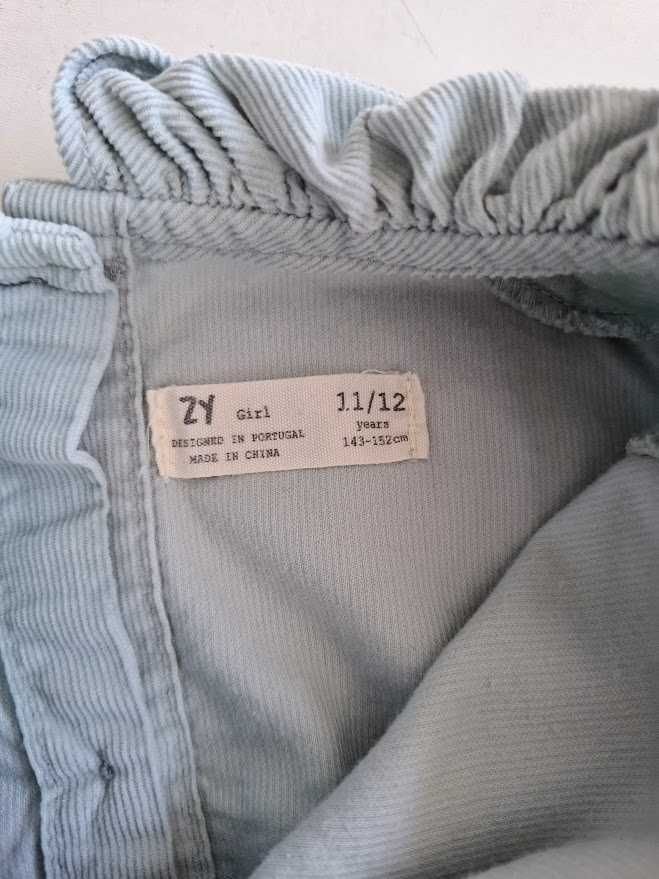 ZY Girl 11/12
years
DESIGNED IN PORTUGAL 143-152cm
MADE IN CHINA